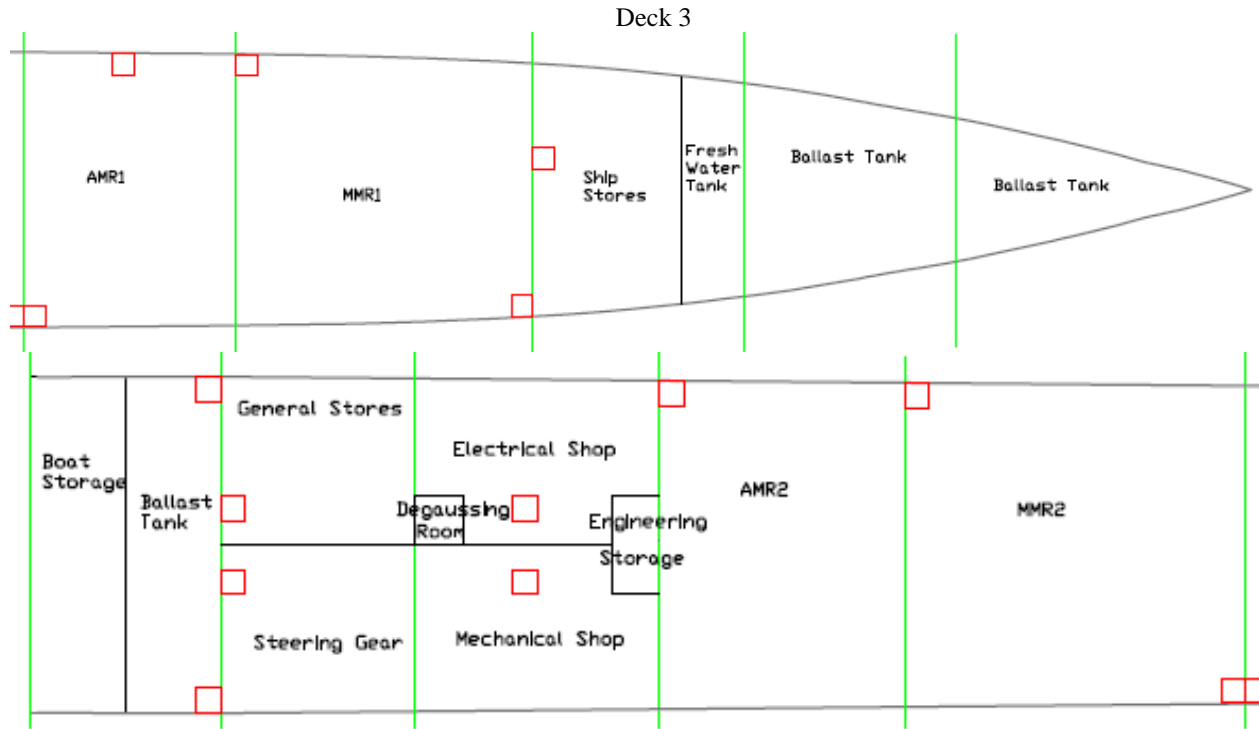 Deck 3
AMR1
MMR1
Ship
Stores
Fresh
Water
Tank
Ballast Tank
Ballast Tank
Boat
Storage
Ballast
Tank
General Stores
Electrical Shop
Degaussing
Room
Engineering
Storage
Steering Gear
Mechanical Shop
AMR2
MMR2